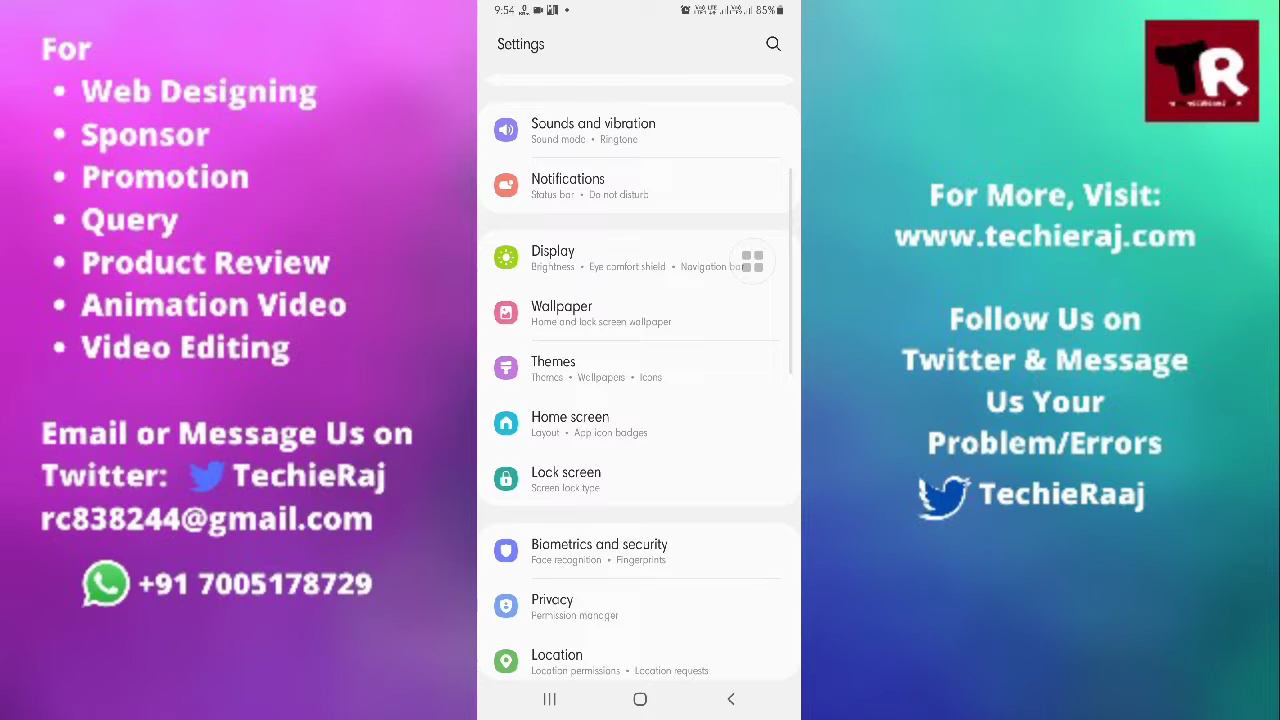 For
• Web Designing
• Sponsor
• Promotion
• Query
• Product Review
• Animation Video
• Video Editing
Email or Message Us on
Twitter: TechieRaj
rc838244@gmail.com
+91 7005178729
9:54
85%
Settings
Sounds and vibration
Sound mode • Ringtone
Notifications
Status bar • Do not disturb
Display
Brightness • Eye comfort shield • Navigation bar
Wallpaper
Home and lock screen wallpaper
Themes
Themes • Wallpapers • Icons
Home screen
Layout • App icon badges
Lock screen
Screen lock type
Biometrics and security
Face recognition • Fingerprints
Privacy
Permission manager
Location
Location permissions • Location requests
TR
For More, Visit:
www.techieraj.com
Follow Us on
Twitter & Message
Us Your
Problem/Errors
TechieRaaj